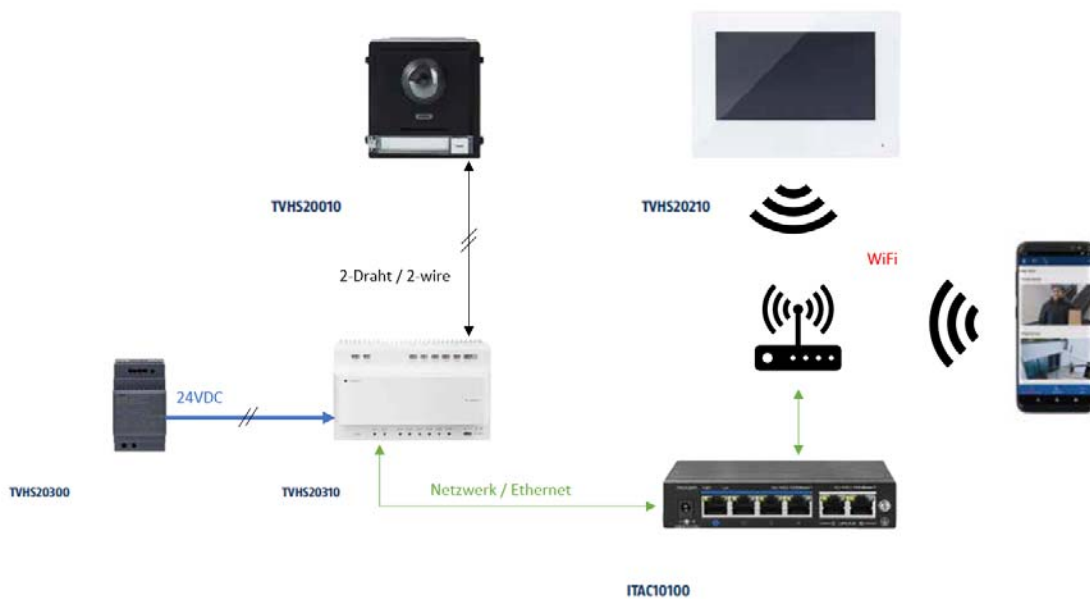 TVHS20010
TVHS20210
WiFi
2-Draht / 2-wire
24VDC
TVHS20300
TVHS20310
Netzwerk / Ethernet
ITAC10100